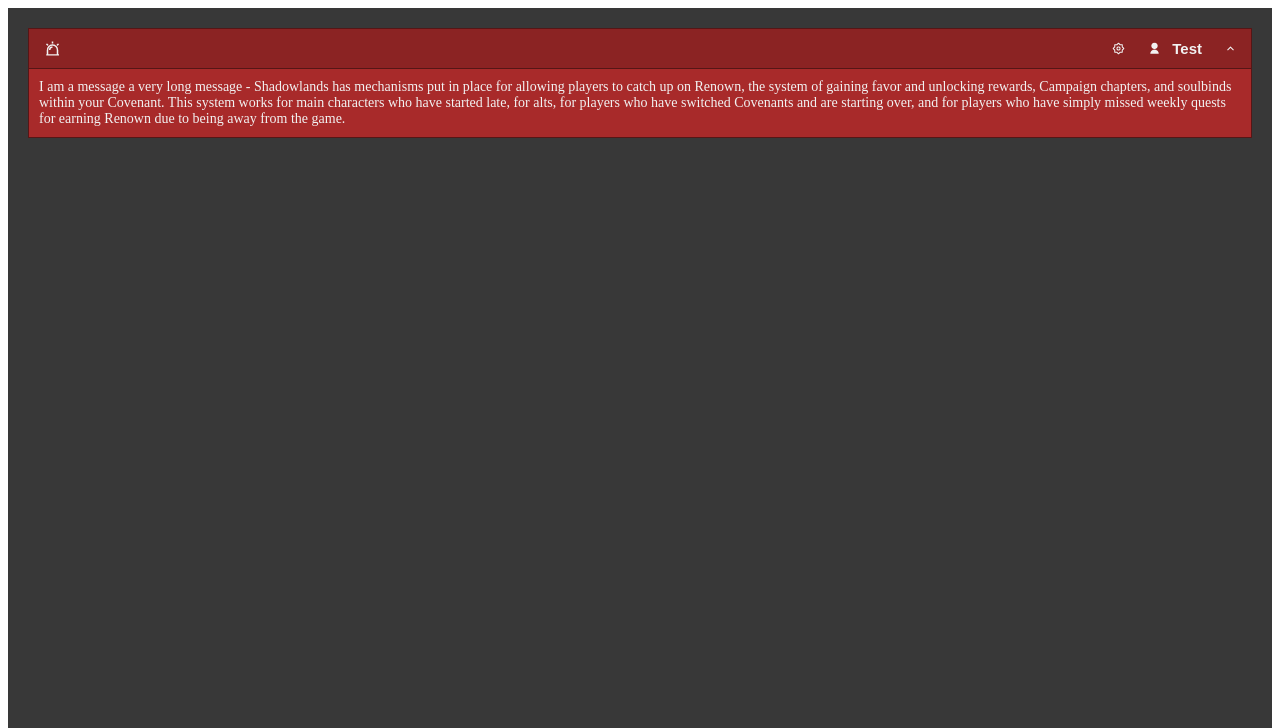 Test
I am a message a very long message - Shadowlands has mechanisms put in place for allowing players to catch up on Renown, the system of gaining favor and unlocking rewards, Campaign chapters, and soulbinds
within your Covenant. This system works for main characters who have started late, for alts, for players who have switched Covenants and are starting over, and for players who have simply missed weekly quests
for earning Renown due to being away from the game.